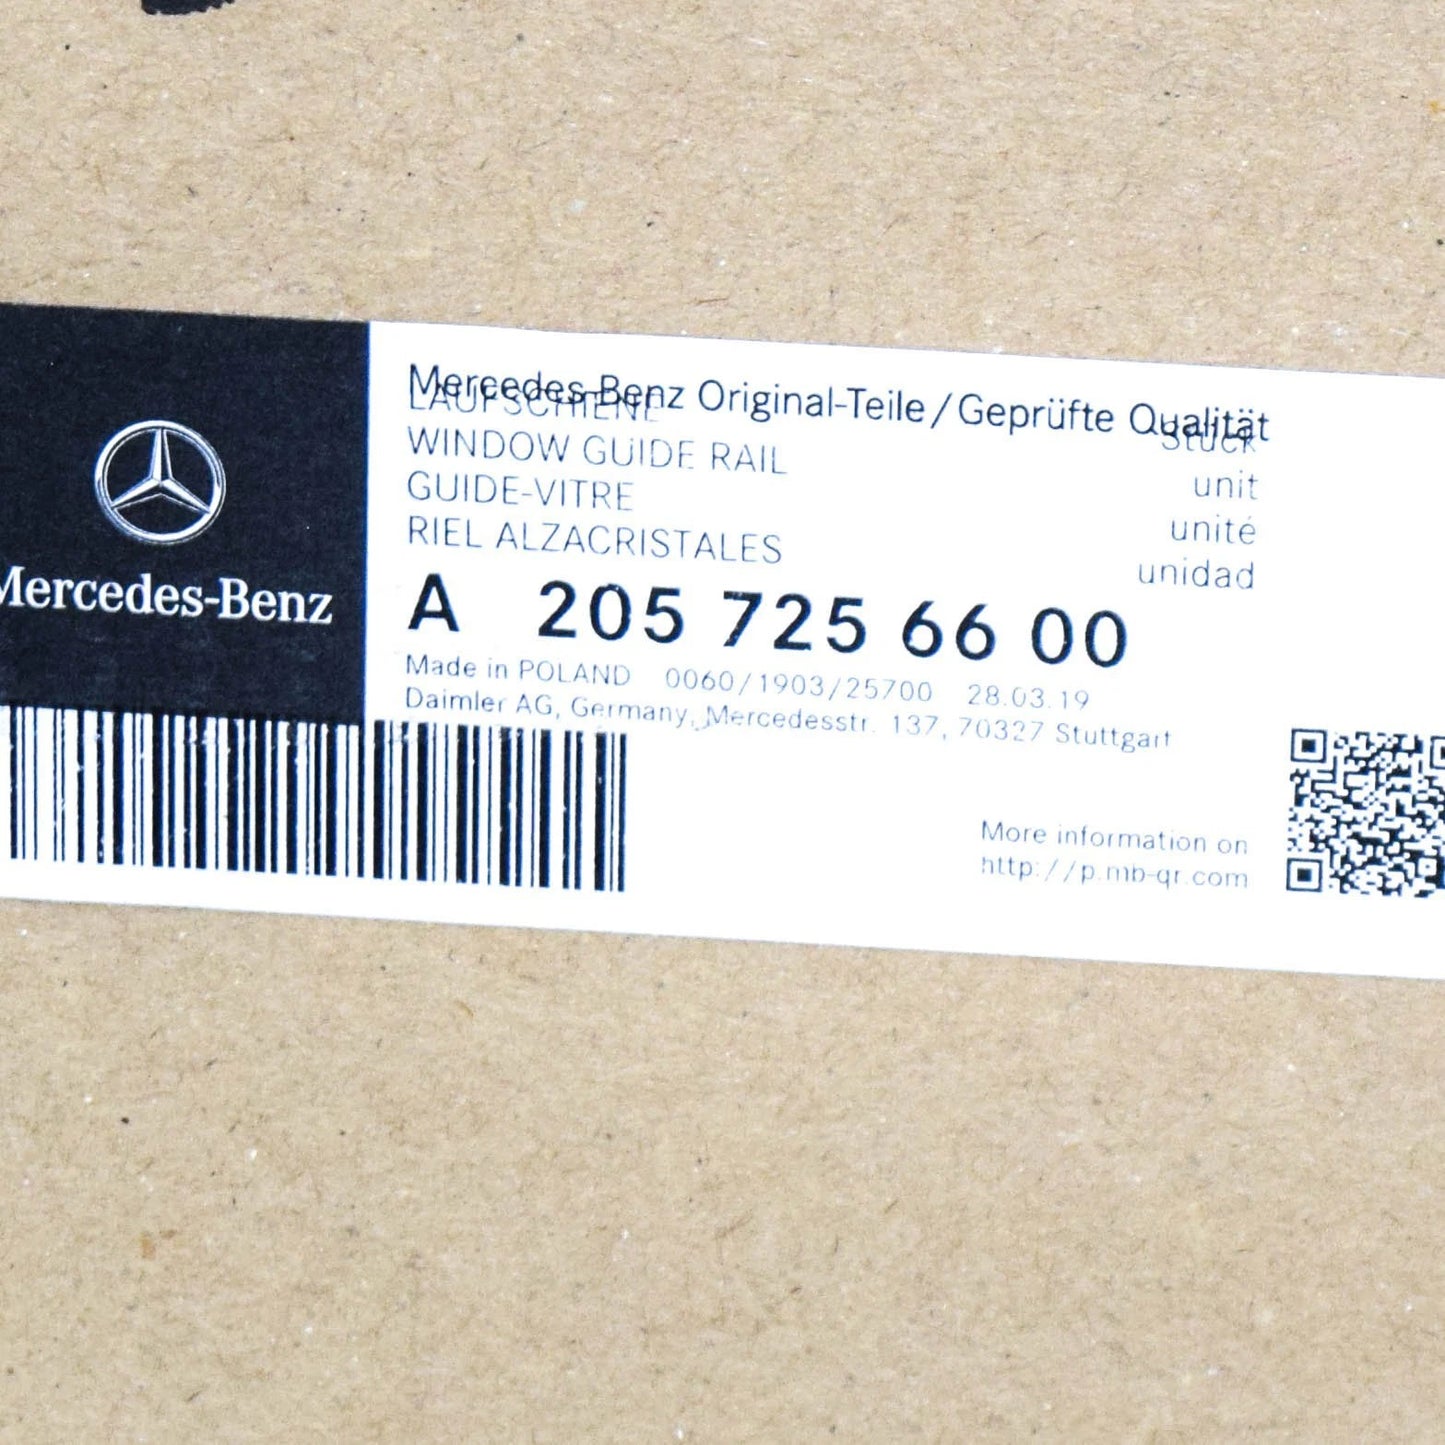 Mercedes-Benz
Mercedes-Benz Original-Teile / Geprüfte Qualität
LAUFSCHIENE Stück
WINDOW GUIDE RAIL unit
GUIDE-VITRE unité
RIEL ALZACRISTALES unidad
A 205 725 66 00
Made in POLAND 0060/1903/25700 28.03.19
Daimler AG, Germany, Mercedesstr. 137, 70327 Stuttgart
More information on
http://p.mb-qr.com